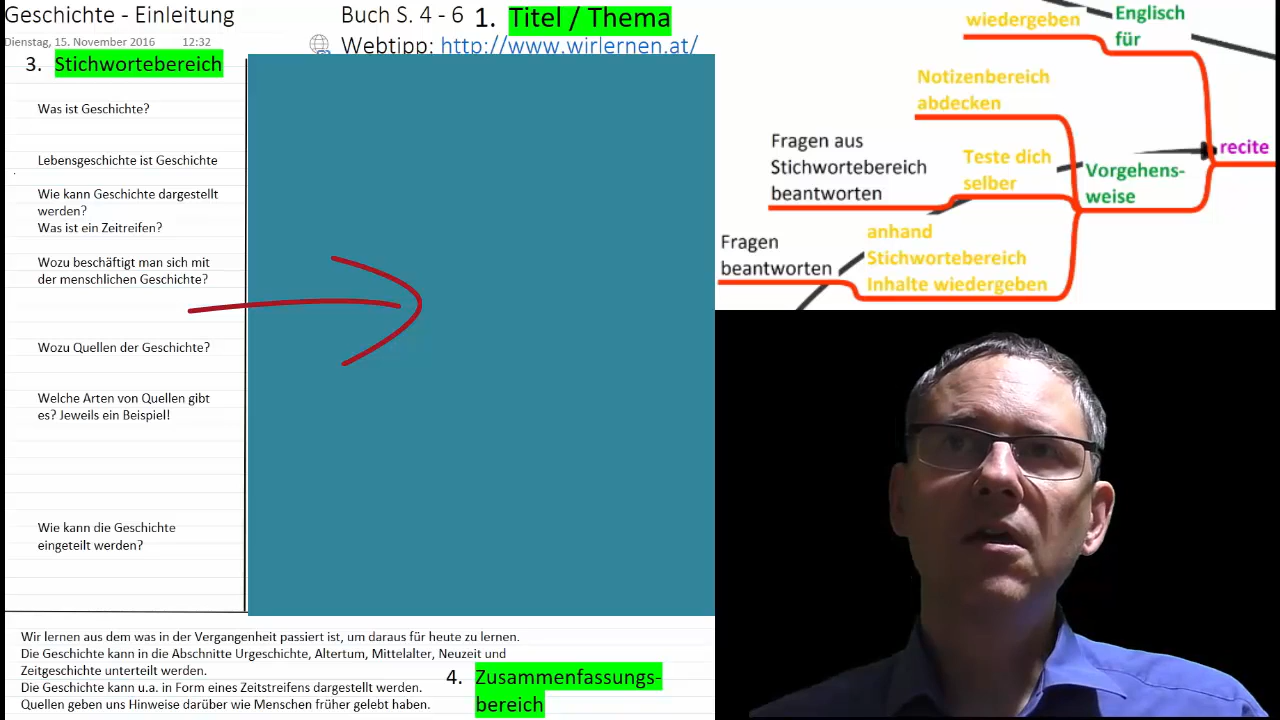 Geschichte - Einleitung
Dienstag, 15. November 2016 12:32
Buch S. 4 - 6 1. Titel / Thema
Webtipp: http://www.wirlernen.at/
3. Stichwortebereich
Was ist Geschichte?
Lebensgeschichte ist Geschichte
Wie kann Geschichte dargestellt
werden?
Was ist ein Zeitreifen?
Wozu beschäftigt man sich mit
der menschlichen Geschichte?
Wozu Quellen der Geschichte?
Welche Arten von Quellen gibt
es? Jeweils ein Beispiel!
Wie kann die Geschichte
eingeteilt werden?
Wir lernen aus dem was in der Vergangenheit passiert ist, um daraus für heute zu lernen.
Die Geschichte kann in die Abschnitte Urgeschichte, Altertum, Mittelalter, Neuzeit und
Zeitgeschichte unterteilt werden.
Die Geschichte kann u.a. in Form eines Zeitstreifens dargestellt werden.
Quellen geben uns Hinweise darüber wie Menschen früher gelebt haben.
4. Zusammenfassungs-
bereich
wiedergeben
Englisch
für
Notizenbereich
abdecken
Fragen aus
Stichwortebereich
beantworten
Teste dich
selber
Vorgehens-
weise
recite
Fragen
beantworten
anhand
Stichwortebereich
Inhalte wiedergeben